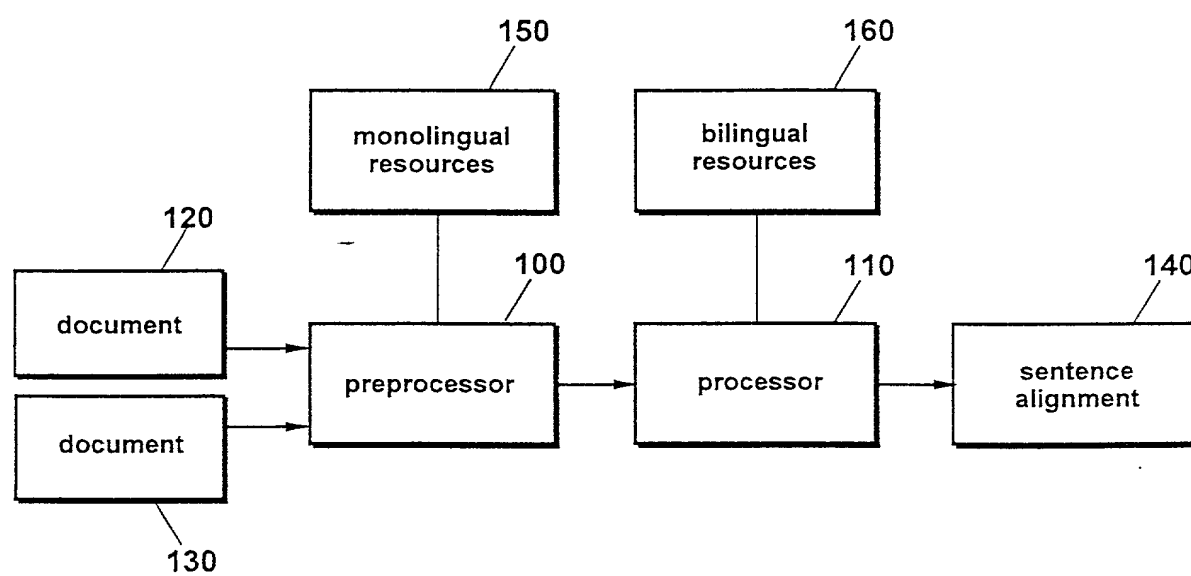 150
160
monolingual
resources
bilingual
resources
120
100
110
140
document
preprocessor
processor
sentence
alignment
document
130